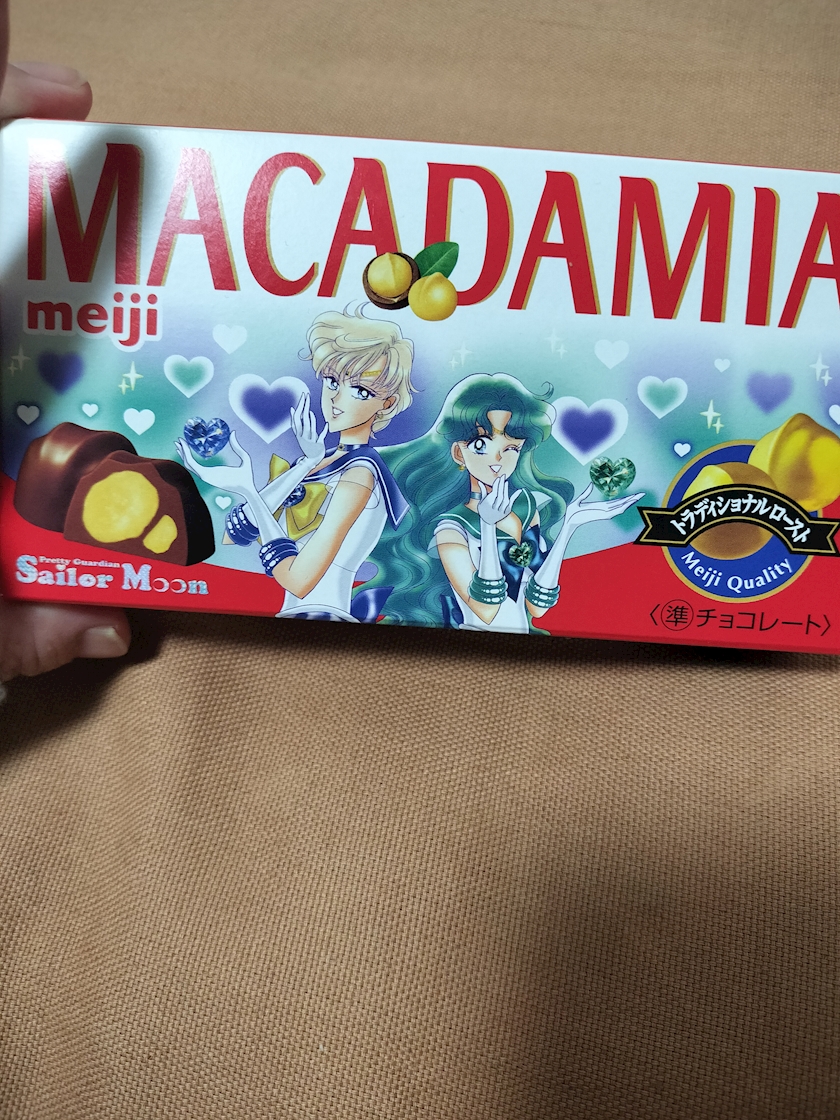 MACADAMIA
meiji
Pretty Guardian
Sailor Moon
トラディショナルロースト
Meiji Quality
〈㊟チョコレート〉